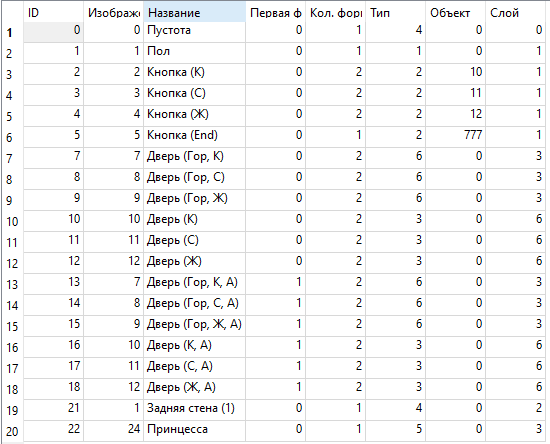 ID Изображе Название Первая ф Кол. форм Тип Объект Слой
1 0 0 Пустота 0 1 4 0 0
2 1 1 Пол 0 1 1 0 1
3 2 2 Кнопка (К) 0 2 2 10 1
4 3 3 Кнопка (С) 0 2 2 11 1
5 4 4 Кнопка (Ж) 0 2 2 12 1
6 5 5 Кнопка (End) 0 1 2 777 1
7 7 7 Дверь (Гор, К) 0 2 6 0 3
8 8 8 Дверь (Гор, С) 0 2 6 0 3
9 9 9 Дверь (Гор, Ж) 0 2 6 0 3
10 10 10 Дверь (К) 0 2 3 0 6
11 11 11 Дверь (С) 0 2 3 0 6
12 12 12 Дверь (Ж) 0 2 3 0 6
13 13 7 Дверь (Гор, К, А) 1 2 6 0 3
14 14 8 Дверь (Гор, С, А) 1 2 6 0 3
15 15 9 Дверь (Гор, Ж, А) 1 2 6 0 3
16 16 10 Дверь (К, А) 1 2 3 0 6
17 17 11 Дверь (С, А) 1 2 3 0 6
18 18 12 Дверь (Ж, А) 1 2 3 0 6
19 21 1 Задняя стена (1) 0 1 4 0 2
20 22 24 Принцесса 0 1 5 0 3